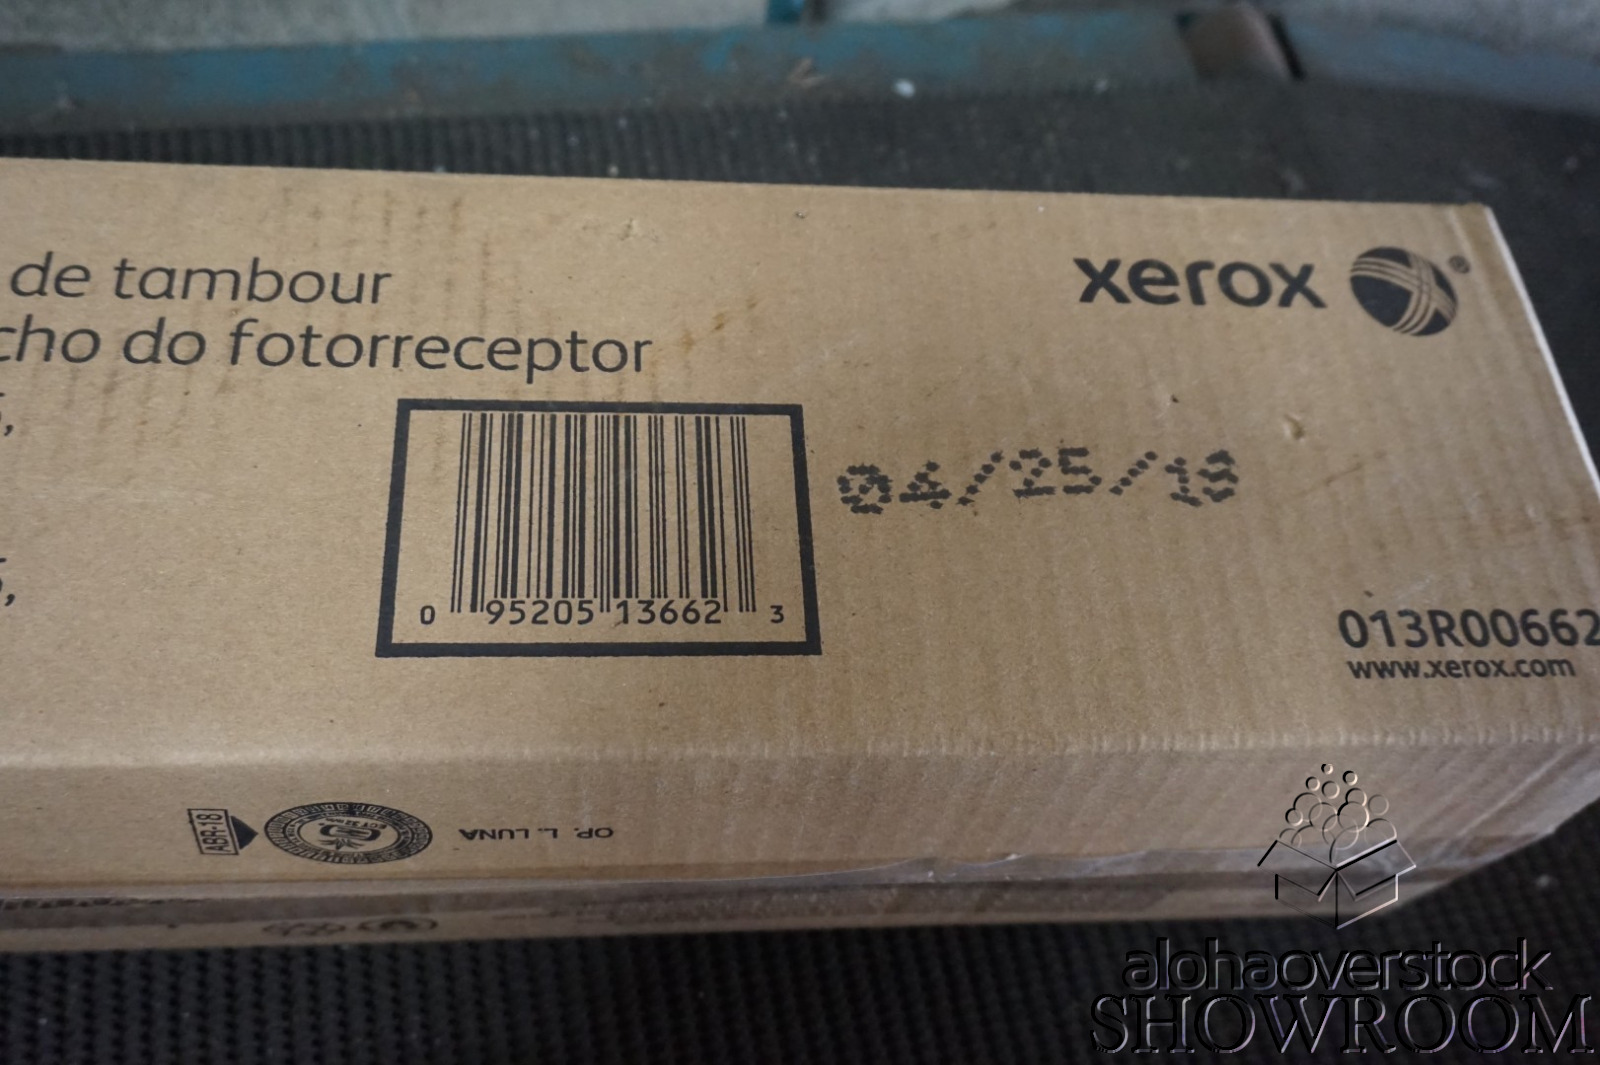 de tambour
cho do fotorreceptor
xerox
04/25/18
0 95205 13662 3
013R00662
www.xerox.com
ABR-18
OP. L. LUNA
alohaoverstock
SHOWROOM